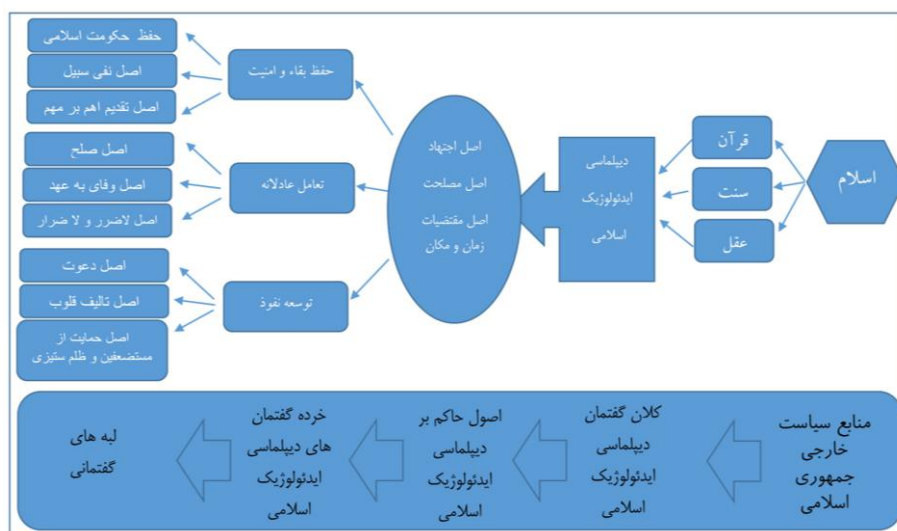 اسلام
قرآن
سنت
عقل
دیپلماسی
ایدئولوژیک
اسلامی
اصل اجتهاد
اصل مصلحت
اصل مقتضیات
زمان و مکان
حفظ بقاء و امنیت
حفظ حکومت اسلامی
اصل نفی سبیل
اصل تقدیم اهم بر مهم
تعامل عادلانه
اصل صلح
اصل وفای به عهد
اصل لاضرر و لا ضرار
توسعه نفوذ
اصل دعوت
اصل تالیف قلوب
اصل حمایت از
مستضعفین و ظلم ستیزی
منابع سیاست
خارجی
جمهوری
اسلامی
کلان گفتمان
دیپلماسی
ایدئولوژیک
اسلامی
اصول حاکم بر
دیپلماسی
ایدئولوژیک
اسلامی
خرده گفتمان
های دیپلماسی
ایدئولوژیک
اسلامی
لبه های
گفتمانی